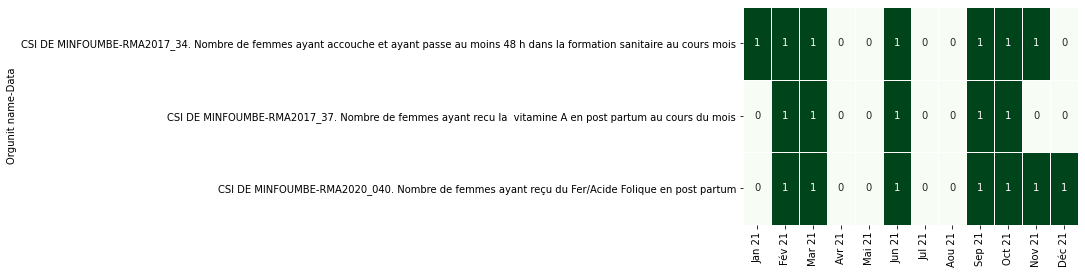 CSI DE MINFOUMBE-RMA2017_34. Nombre de femmes ayant accouche et ayant passe au moins 48 h dans la formation sanitaire au cours mois 1 1 1 0 0 1 0 0 1 1 1 0
Orgunit name-Data
CSI DE MINFOUMBE-RMA2017_37. Nombre de femmes ayant recu la  vitamine A en post partum au cours du mois 0 1 1 0 0 1 0 0 1 1 0 0
CSI DE MINFOUMBE-RMA2020_040. Nombre de femmes ayant reçu du Fer/Acide Folique en post partum 0 1 1 0 0 1 0 0 1 1 1 1
Jan 21
Fév 21
Mar 21
Avr 21
Mai 21
Jun 21
Jul 21
Aou 21
Sep 21
Oct 21
Nov 21
Déc 21